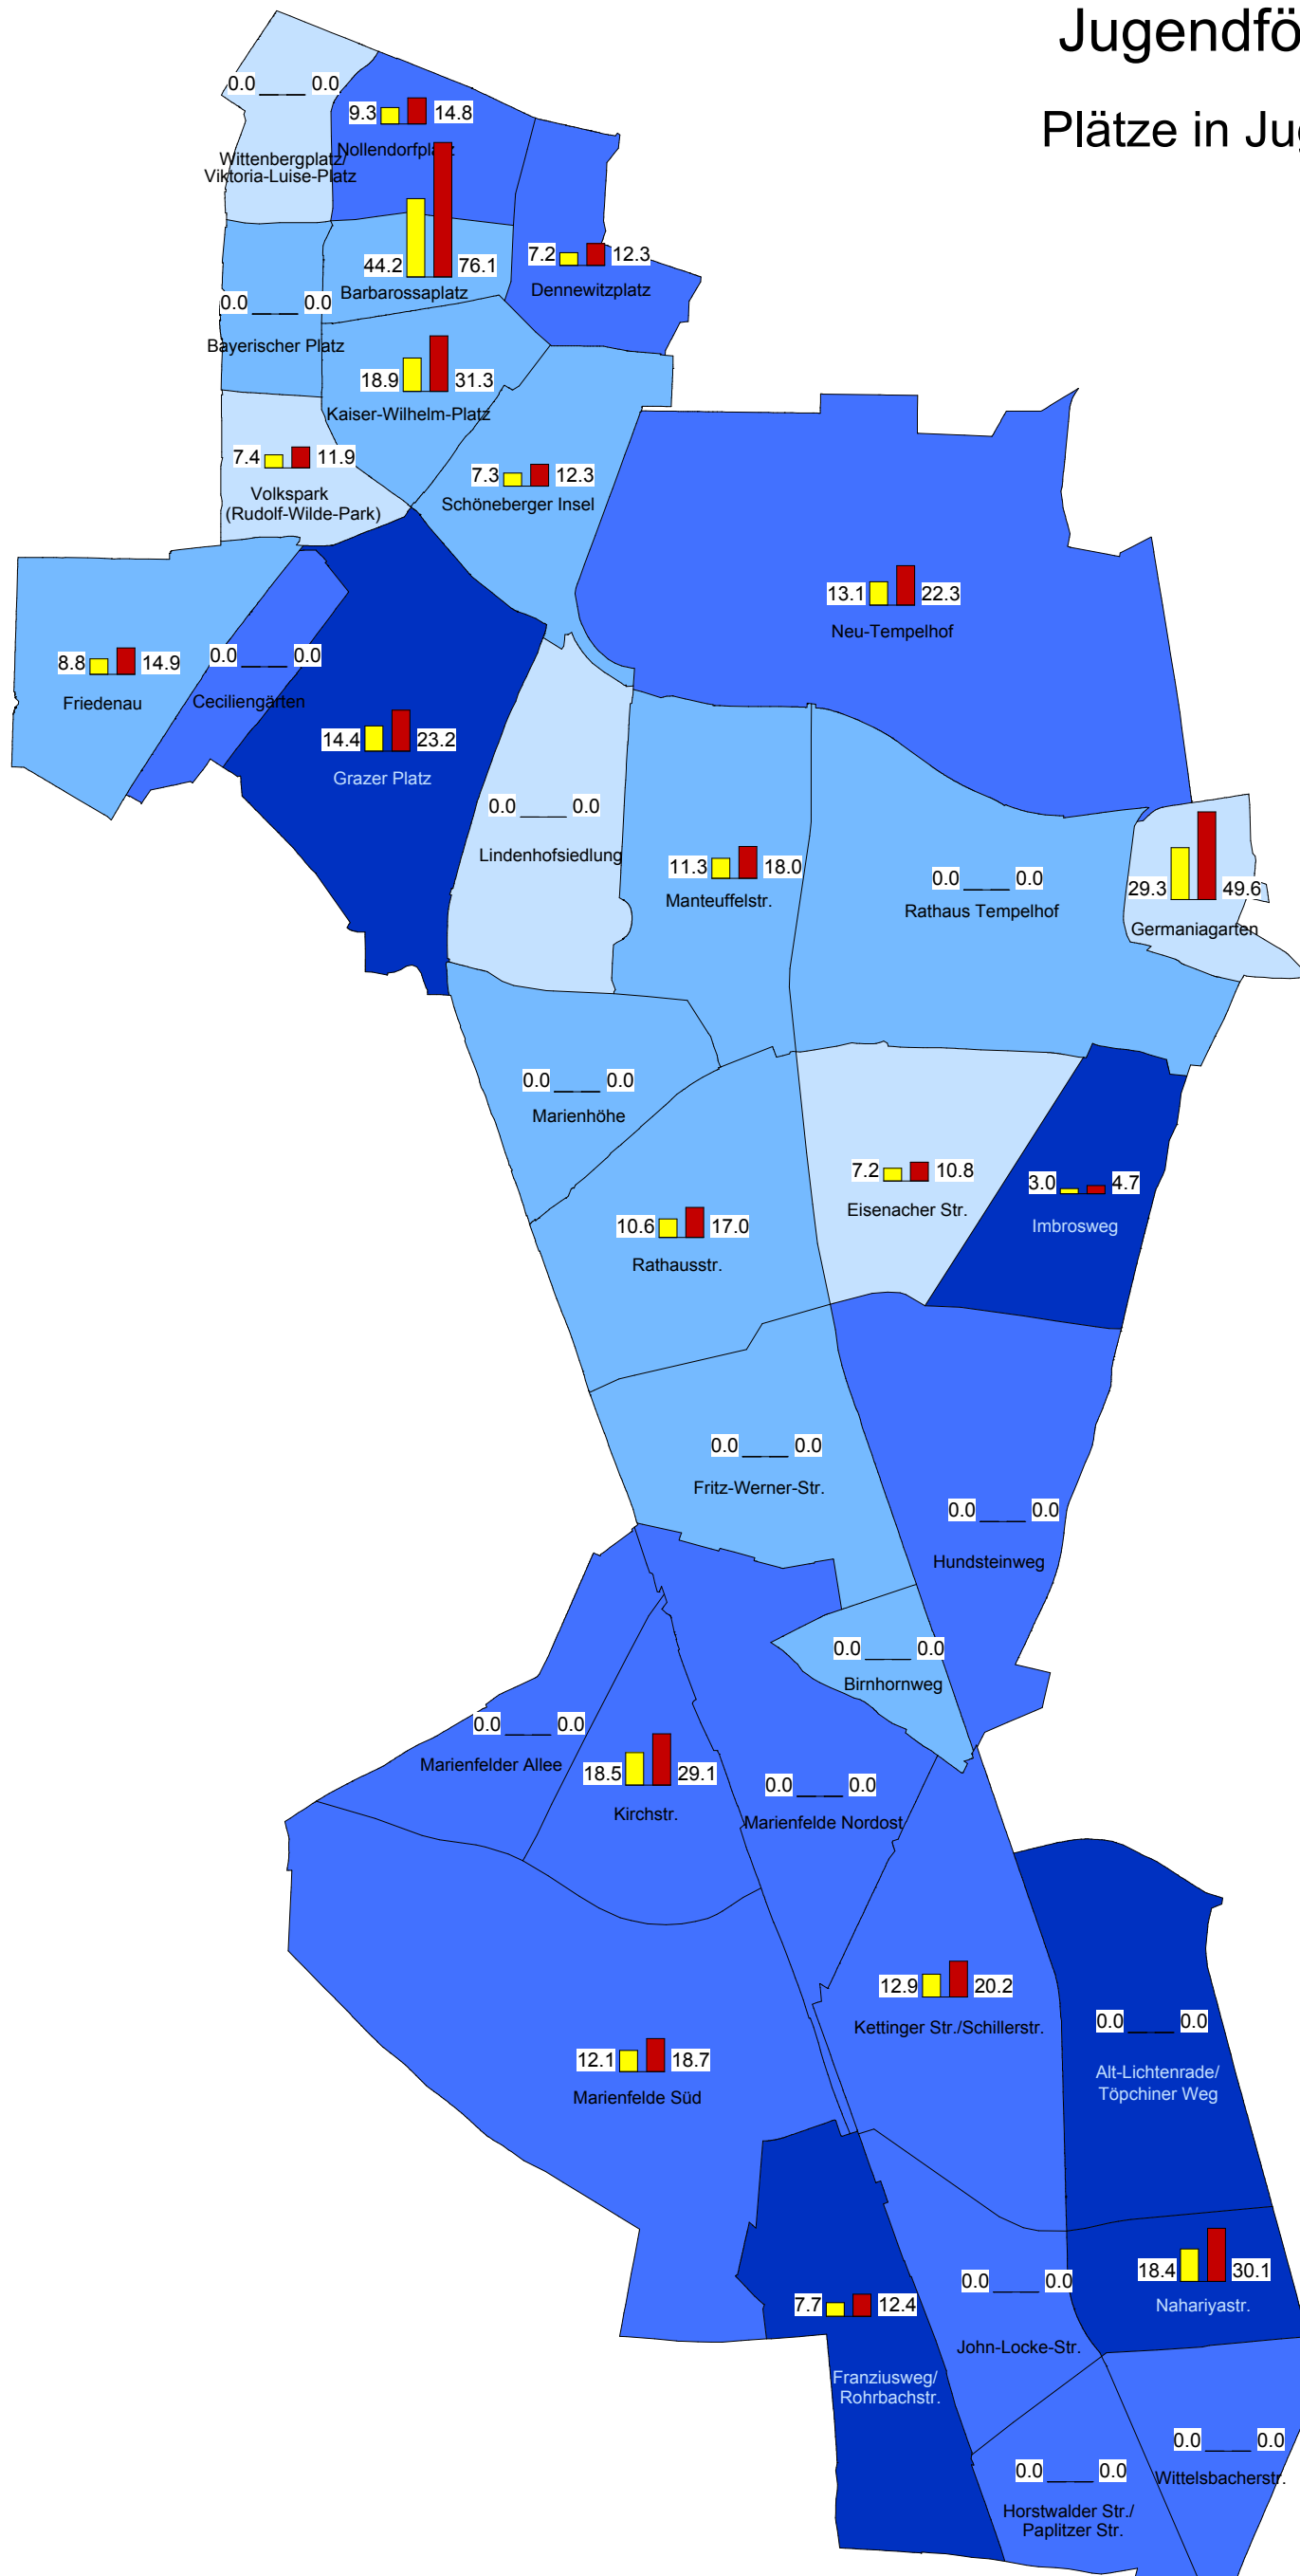 Jugendfö
Plätze in Jug
0.0 0.0
Wittenbergplatz/
Viktoria-Luise-Platz
9.3 14.8
Nollendorfplatz
44.2 76.1
Barbarossaplatz
7.2 12.3
Dennewitzplatz
0.0 0.0
Bayerischer Platz
18.9 31.3
Kaiser-Wilhelm-Platz
7.4 11.9
Volkspark
(Rudolf-Wilde-Park)
7.3 12.3
Schöneberger Insel
13.1 22.3
Neu-Tempelhof
8.8 14.9
Friedenau
0.0 0.0
Ceciliengärten
14.4 23.2
Grazer Platz
0.0 0.0
Lindenhofsiedlung
11.3 18.0
Manteuffelstr.
0.0 0.0
Rathaus Tempelhof
29.3 49.6
Germaniagarten
0.0 0.0
Marienhöhe
7.2 10.8
Eisenacher Str.
3.0 4.7
Imbrosweg
10.6 17.0
Rathausstr.
0.0 0.0
Fritz-Werner-Str.
0.0 0.0
Hundsteinweg
0.0 0.0
Birnhornweg
0.0 0.0
Marienfelder Allee
18.5 29.1
Kirchstr.
0.0 0.0
Marienfelde Nordost
12.9 20.2
Kettinger Str./Schillerstr.
0.0 0.0
Alt-Lichtenrade/
Töpchiner Weg
12.1 18.7
Marienfelde Süd
18.4 30.1
Nahariyastr.
7.7 12.4
Franziusweg/
Rohrbachstr.
0.0 0.0
John-Locke-Str.
0.0 0.0
Wittelsbacherstr.
0.0 0.0
Horstwalder Str./
Paplitzer Str.